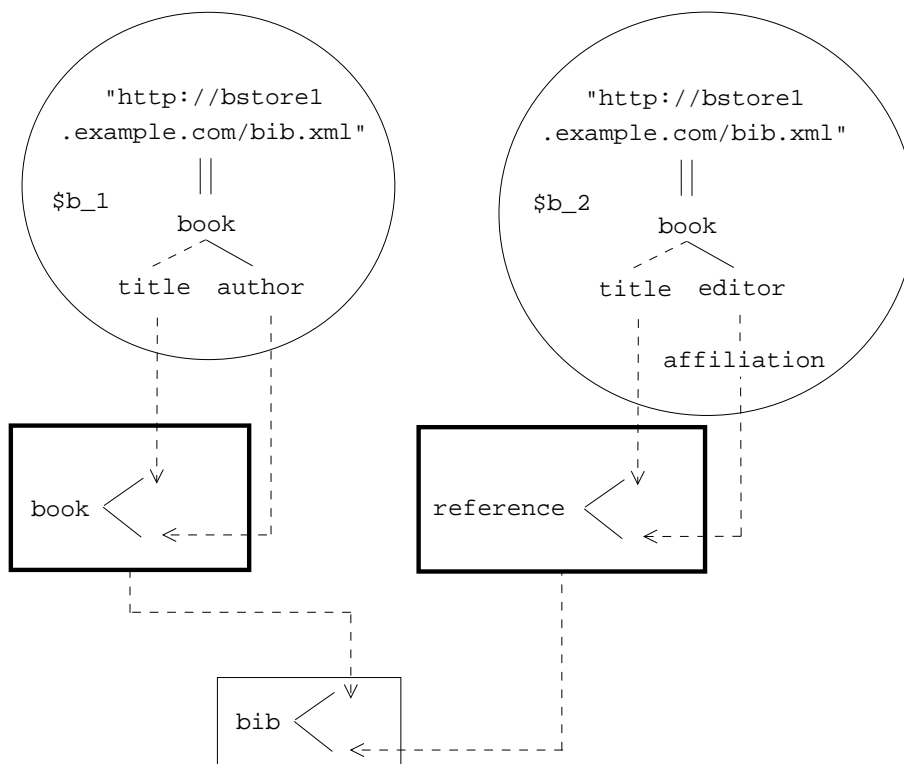 "http://bstore1
.example.com/bib.xml"
$b_1
book
title author
"http://bstore1
.example.com/bib.xml"
$b_2
book
title editor
affiliation
book
reference
bib